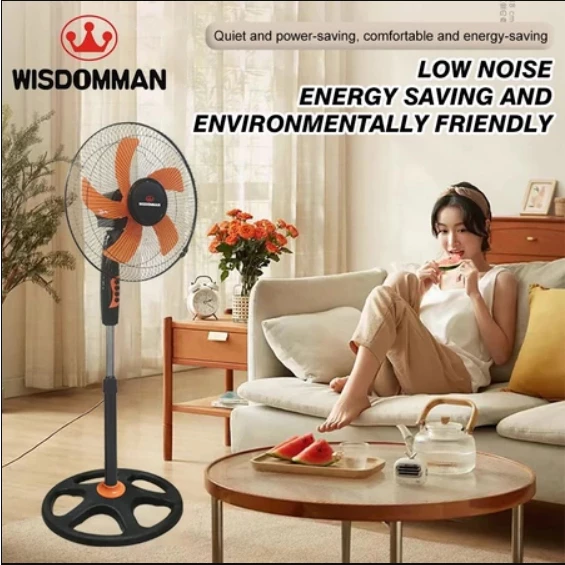 WISDOMMAN
Quiet and power-saving, comfortable and energy-saving
LOW NOISE
ENERGY SAVING AND
ENVIRONMENTALLY FRIENDLY
WISDOMMAN